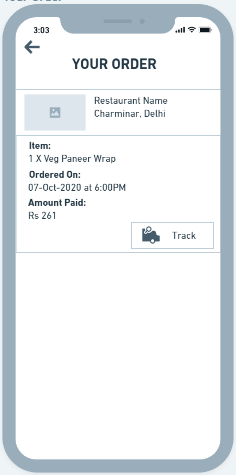 3:03
YOUR ORDER
Restaurant Name
Charminar, Delhi
Item:
1 X Veg Paneer Wrap
Ordered On:
07-Oct-2020 at 6:00PM
Amount Paid:
Rs 261
Track